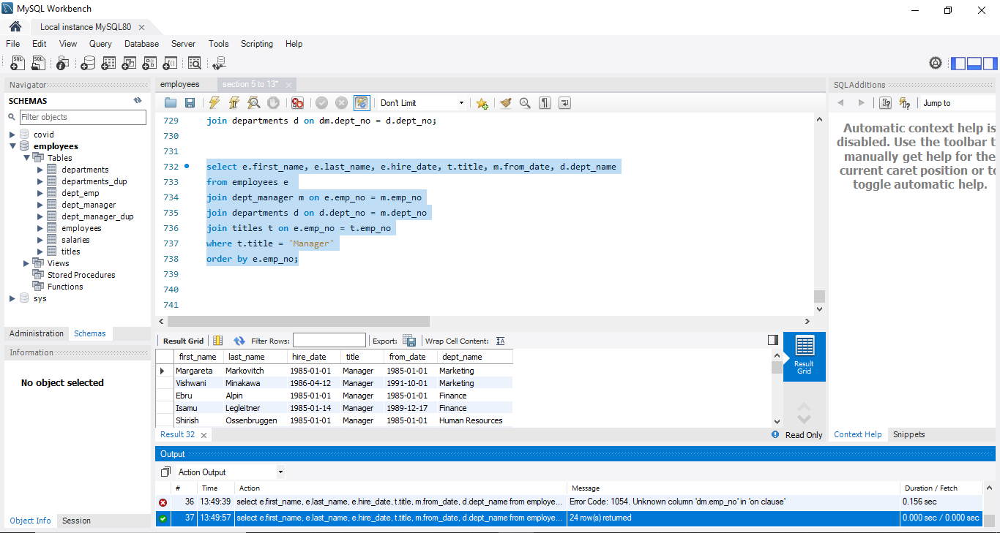 MySQL Workbench
Local instance MySQL80
File Edit View Query Database Server Tools Scripting Help
Navigator
SCHEMAS
Filter objects
covid
employees
Tables
departments
departments_dup
dept_emp
dept_manager
dept_manager_dup
employees
salaries
titles
Views
Stored Procedures
Functions
sys
Administration Schemas
Information
No object selected
Object Info Session
employees section 5 to 13*
Don't Limit
729 join departments d on dm.dept_no = d.dept_no;
730
731
732 select e.first_name, e.last_name, e.hire_date, t.title, m.from_date, d.dept_name
733 from employees e
734 join dept_manager m on e.emp_no = m.emp_no
735 join departments d on d.dept_no = m.dept_no
736 join titles t on e.emp_no = t.emp_no
737 where t.title = 'Manager'
738 order by e.emp_no;
739
740
741
Result Grid Filter Rows: Export: Wrap Cell Content: IA
first_name last_name hire_date title from_date dept_name
Margareta Markovitch 1985-01-01 Manager 1985-01-01 Marketing
Vishwani Minakawa 1986-04-12 Manager 1991-10-01 Marketing
Ebru Alpin 1985-01-01 Manager 1985-01-01 Finance
Isamu Legleitner 1985-01-14 Manager 1989-12-17 Finance
Shirish Ossenbruggen 1985-01-01 Manager 1985-01-01 Human Resources
Result
Grid
Result 32
Read Only
SQLAdditions
Jump to
Automatic context help is
disabled. Use the toolbar t
manually get help for the
current caret position or to
toggle automatic help.
Context Help Snippets
Output
Action Output
# Time Action Message Duration / Fetch
36 13:49:39 select e.first_name, e.last_name, e.hire_date, t.title, m.from_date, d.dept_name from employe... Error Code: 1054. Unknown column 'dm.emp_no' in 'on clause' 0.156 sec
37 13:49:57 select e.first_name, e.last_name, e.hire_date, t.title, m.from_date, d.dept_name from employe... 24 row(s) returned 0.000 sec / 0.000 sec